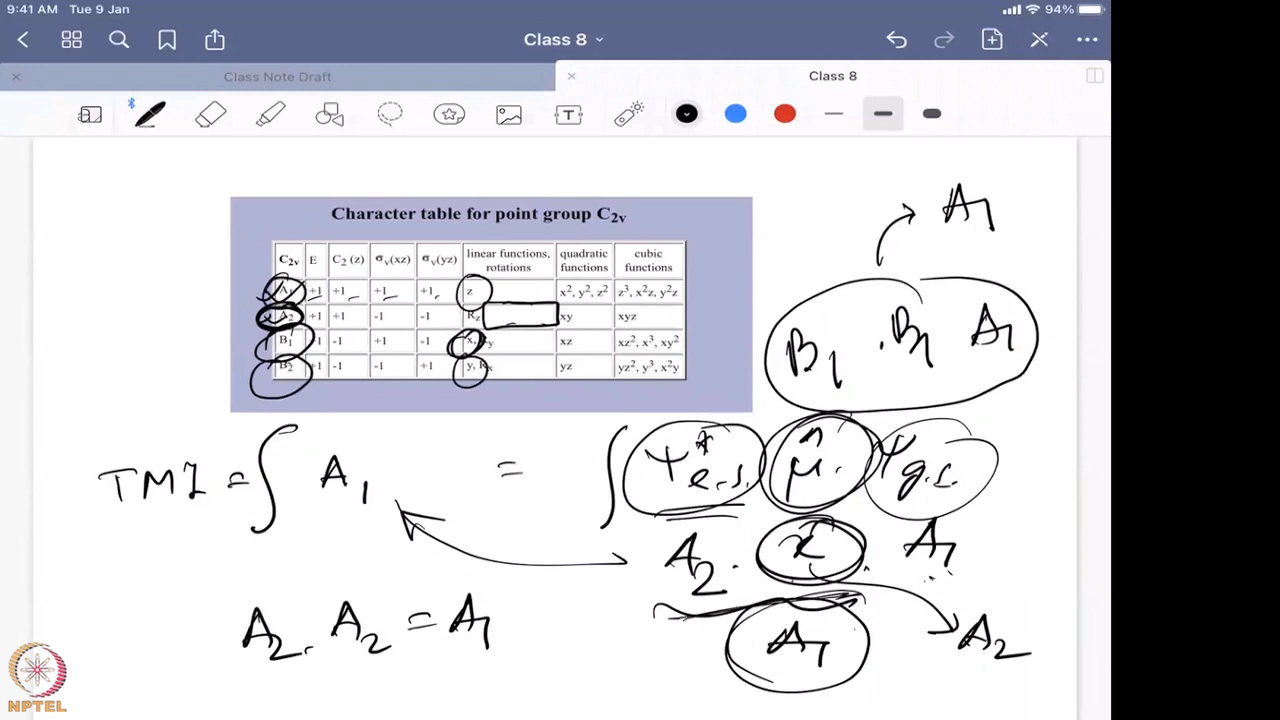 9:41 AM Tue 9 Jan
94%
Class 8
Class Note Draft
Class 8
T
Character table for point group C2v
C2v E C2 (z) σv(xz) σv(yz) linear functions, rotations quadratic functions cubic functions
A1 +1 +1 +1 +1 z x², y², z² z³, x²z, y²z
A2 +1 +1 -1 -1 Rz xy xyz
B1 +1 -1 +1 -1 x, Ry xz xz², x³, xy²
B2 +1 -1 -1 +1 y, Rx yz yz², y³, x²y
A1
B1 . B1 A1
TMI = ∫ A1 = ∫ Ψ*e.s. μ̂. Ψg.s.
A2 . x A1
A2 . A2 = A1
A1
A2
NPTEL